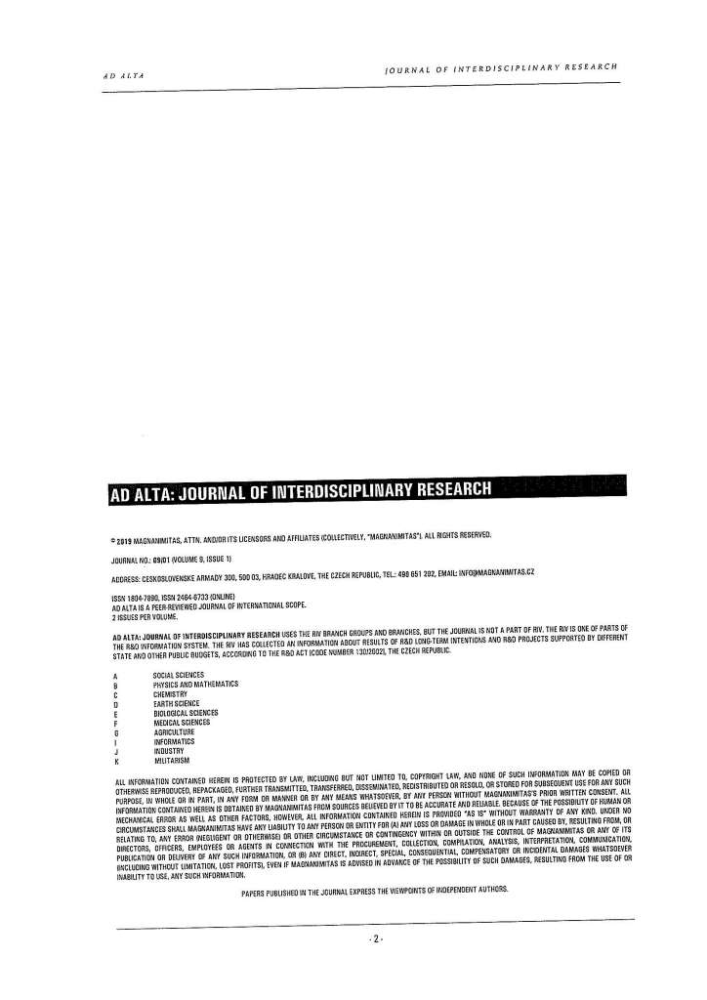 AD ALTA
JOURNAL OF INTERDISCIPLINARY RESEARCH
AD ALTA: JOURNAL OF INTERDISCIPLINARY RESEARCH
© 2019 MAGNANIMITAS, ATTN. AND/OR ITS LICENSORS AND AFFILIATES (COLLECTIVELY, "MAGNANIMITAS"). ALL RIGHTS RESERVED.
JOURNAL NO.: 09/01 (VOLUME 9, ISSUE 1)
ADDRESS: CESKOSLOVENSKE ARMADY 300, 500 03, HRADEC KRALOVE, THE CZECH REPUBLIC, TEL.: 498 651 292, EMAIL: INFO@MAGNANIMITAS.CZ
ISSN 1804-7890, ISSN 2464-6733 (ONLINE)
AD ALTA IS A PEER-REVIEWED JOURNAL OF INTERNATIONAL SCOPE.
2 ISSUES PER VOLUME.
AD ALTA: JOURNAL OF INTERDISCIPLINARY RESEARCH USES THE RIV BRANCH GROUPS AND BRANCHES, BUT THE JOURNAL IS NOT A PART OF RIV. THE RIV IS ONE OF PARTS OF
THE R&D INFORMATION SYSTEM. THE RIV HAS COLLECTED AN INFORMATION ABOUT RESULTS OF R&D LONG-TERM INTENTIONS AND R&D PROJECTS SUPPORTED BY DIFFERENT
STATE AND OTHER PUBLIC BUDGETS, ACCORDING TO THE R&D ACT [CODE NUMBER 130/2002], THE CZECH REPUBLIC.
A SOCIAL SCIENCES
B PHYSICS AND MATHEMATICS
C CHEMISTRY
D EARTH SCIENCE
E BIOLOGICAL SCIENCES
F MEDICAL SCIENCES
G AGRICULTURE
I INFORMATICS
J INDUSTRY
K MILITARISM
ALL INFORMATION CONTAINED HEREIN IS PROTECTED BY LAW, INCLUDING BUT NOT LIMITED TO, COPYRIGHT LAW, AND NONE OF SUCH INFORMATION MAY BE COPIED OR
OTHERWISE REPRODUCED, REPACKAGED, FURTHER TRANSMITTED, TRANSFERRED, DISSEMINATED, REDISTRIBUTED OR RESOLD, OR STORED FOR SUBSEQUENT USE FOR ANY SUCH
PURPOSE, IN WHOLE OR IN PART, IN ANY FORM OR MANNER OR BY ANY MEANS WHATSOEVER, BY ANY PERSON WITHOUT MAGNANIMITAS'S PRIOR WRITTEN CONSENT. ALL
INFORMATION CONTAINED HEREIN IS OBTAINED BY MAGNANIMITAS FROM SOURCES BELIEVED BY IT TO BE ACCURATE AND RELIABLE. BECAUSE OF THE POSSIBILITY OF HUMAN OR
MECHANICAL ERROR AS WELL AS OTHER FACTORS, HOWEVER, ALL INFORMATION CONTAINED HEREIN IS PROVIDED "AS IS" WITHOUT WARRANTY OF ANY KIND. UNDER NO
CIRCUMSTANCES SHALL MAGNANIMITAS HAVE ANY LIABILITY TO ANY PERSON OR ENTITY FOR (A) ANY LOSS OR DAMAGE IN WHOLE OR IN PART CAUSED BY, RESULTING FROM, OR
RELATING TO, ANY ERROR (NEGLIGENT OR OTHERWISE) OR OTHER CIRCUMSTANCE OR CONTINGENCY WITHIN OR OUTSIDE THE CONTROL OF MAGNANIMITAS OR ANY OF ITS
DIRECTORS, OFFICERS, EMPLOYEES OR AGENTS IN CONNECTION WITH THE PROCUREMENT, COLLECTION, COMPILATION, ANALYSIS, INTERPRETATION, COMMUNICATION,
PUBLICATION OR DELIVERY OF ANY SUCH INFORMATION, OR (B) ANY DIRECT, INDIRECT, SPECIAL, CONSEQUENTIAL, COMPENSATORY OR INCIDENTAL DAMAGES WHATSOEVER
(INCLUDING WITHOUT LIMITATION, LOST PROFITS), EVEN IF MAGNANIMITAS IS ADVISED IN ADVANCE OF THE POSSIBILITY OF SUCH DAMAGES, RESULTING FROM THE USE OF OR
INABILITY TO USE, ANY SUCH INFORMATION.
PAPERS PUBLISHED IN THE JOURNAL EXPRESS THE VIEWPOINTS OF INDEPENDENT AUTHORS.
- 2 -